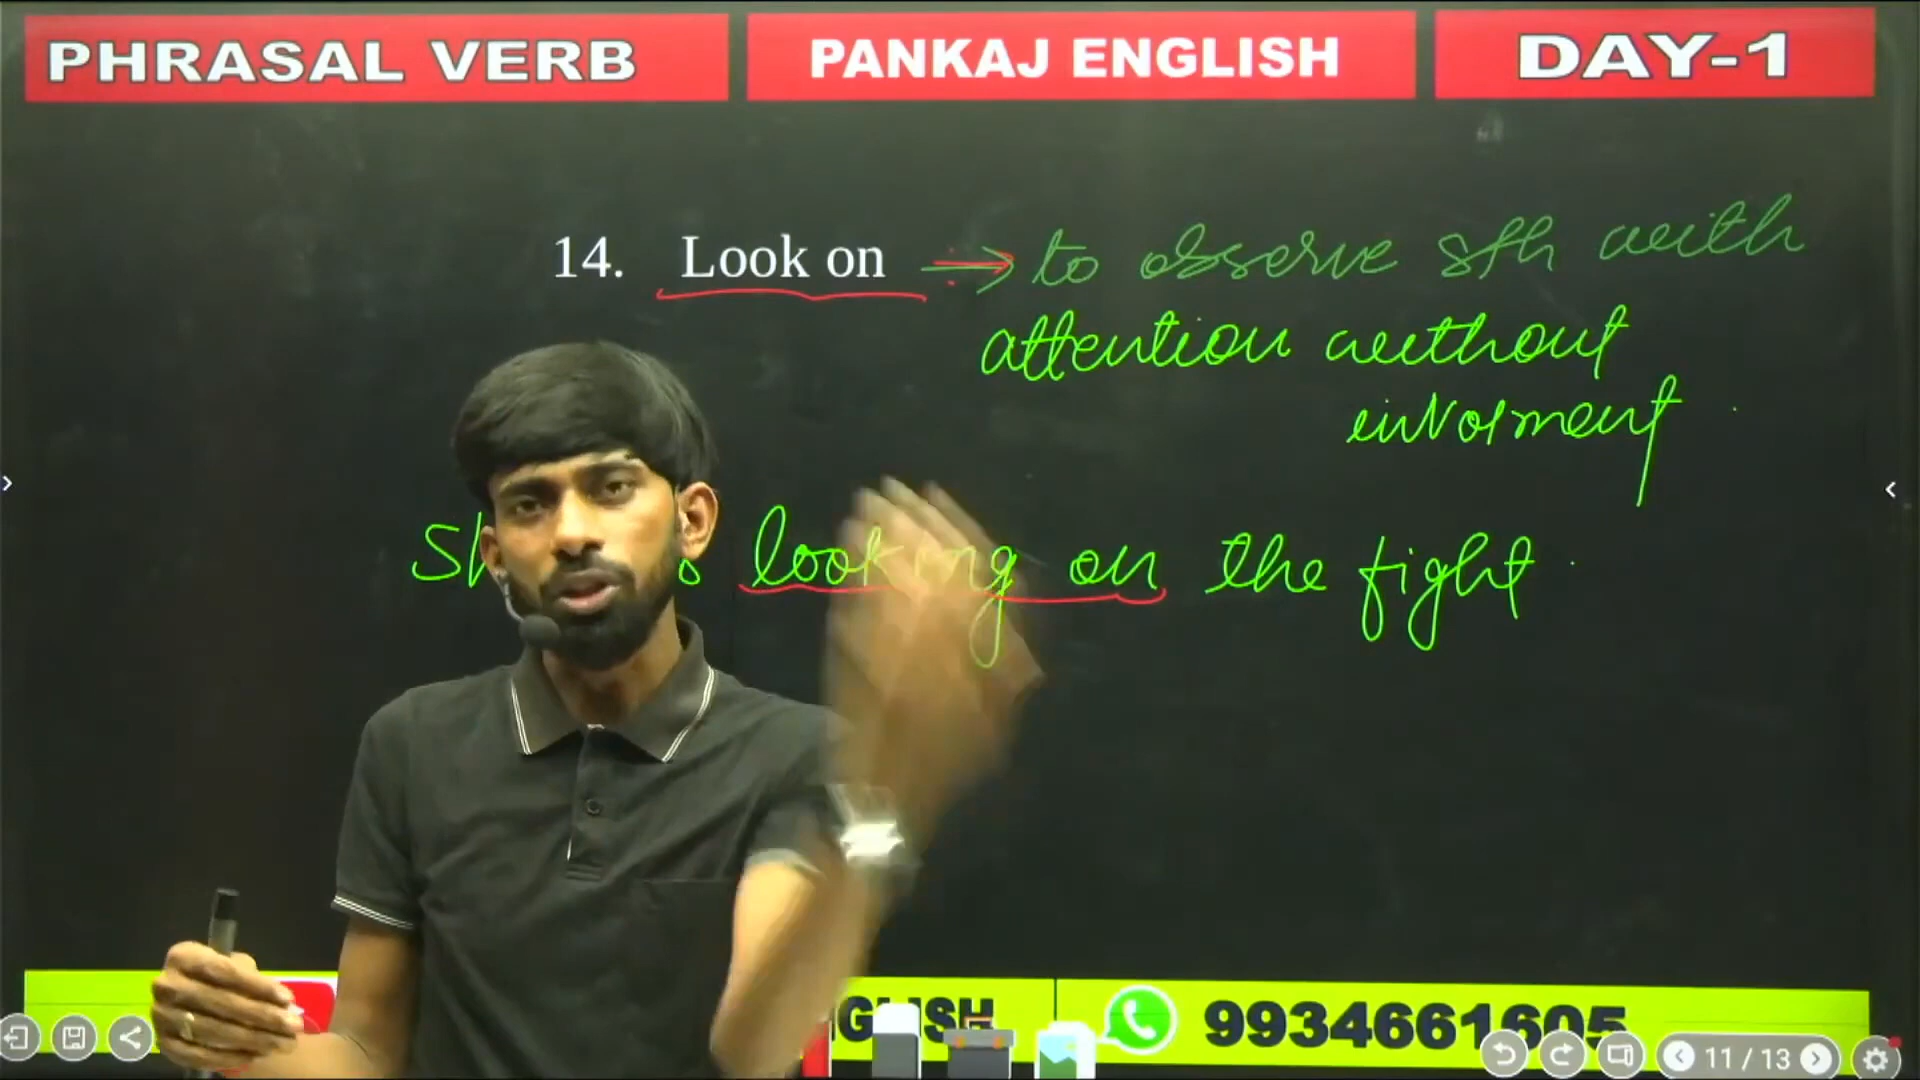 PHRASAL VERB
PANKAJ ENGLISH
DAY-1
14. Look on → to observe sth with
attention without
involment
looking on the fight.
9934661605
11 / 13